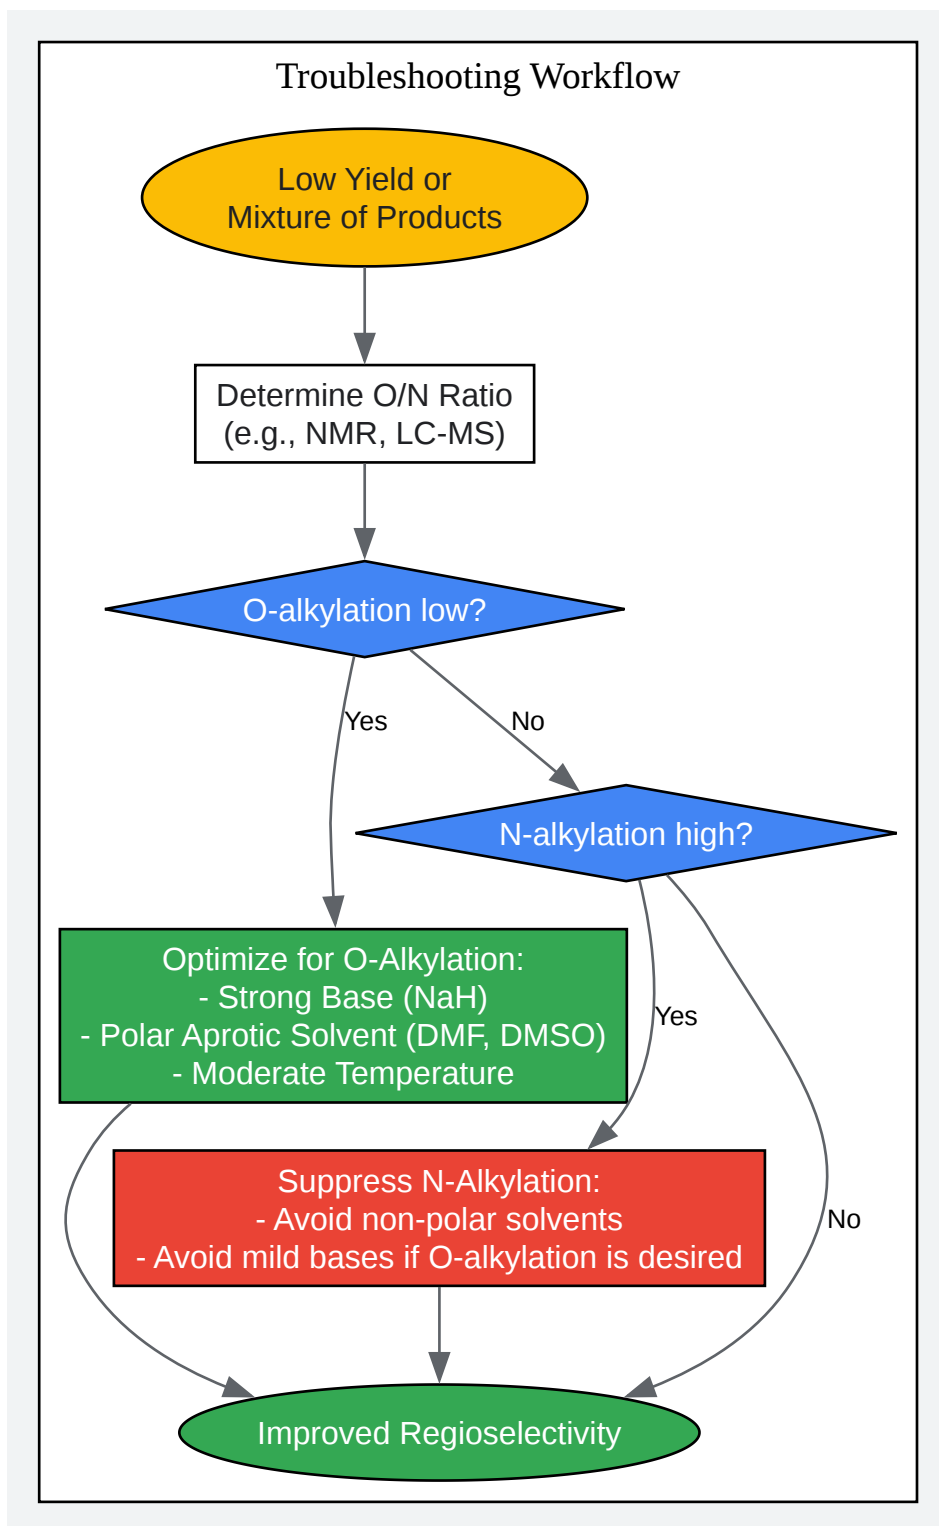 Troubleshooting Workflow
Low Yield or
Mixture of Products
Determine O/N Ratio
(e.g., NMR, LC-MS)
O-alkylation low?
Yes
No
N-alkylation high?
Optimize for O-Alkylation:
- Strong Base (NaH)
- Polar Aprotic Solvent (DMF, DMSO)
- Moderate Temperature
Yes
Suppress N-Alkylation:
- Avoid non-polar solvents
- Avoid mild bases if O-alkylation is desired
No
Improved Regioselectivity